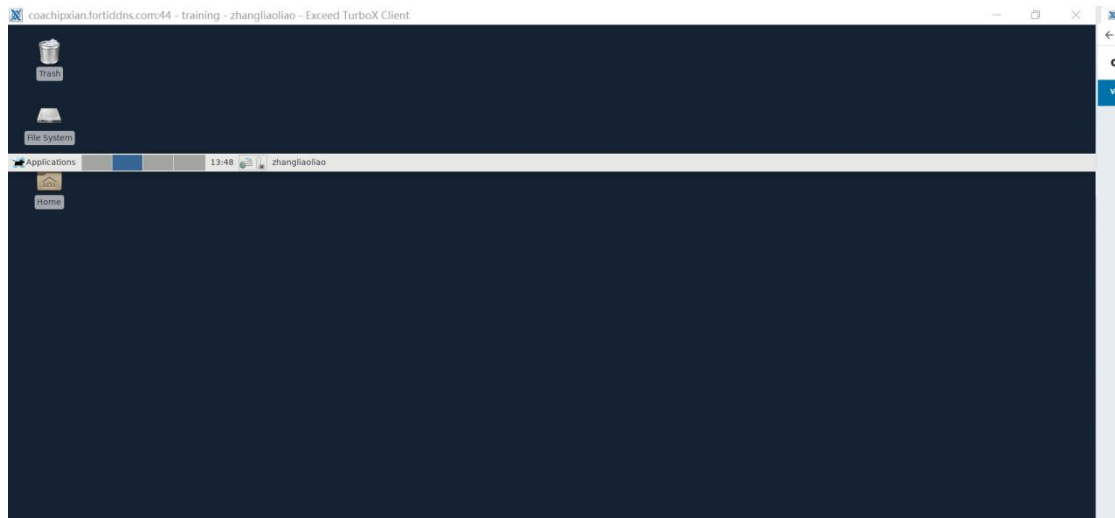 coachipxian.fortiddns.com:44 - training - zhangliaoliao - Exceed TurboX Client
Trash
File System
Applications 13:48 zhangliaoliao
Home